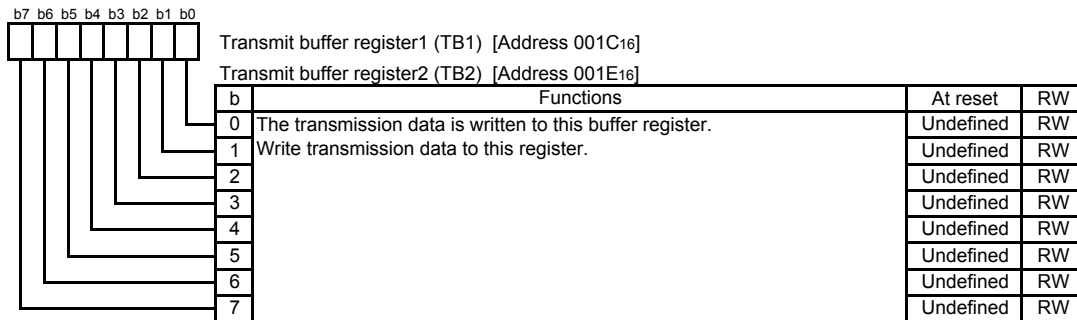 b7 b6 b5 b4 b3 b2 b1 b0
Transmit buffer register1 (TB1) [Address 001C16]
Transmit buffer register2 (TB2) [Address 001E16]
b Functions At reset RW
0 The transmission data is written to this buffer register. Undefined RW
1 Write transmission data to this register. Undefined RW
2 Undefined RW
3 Undefined RW
4 Undefined RW
5 Undefined RW
6 Undefined RW
7 Undefined RW